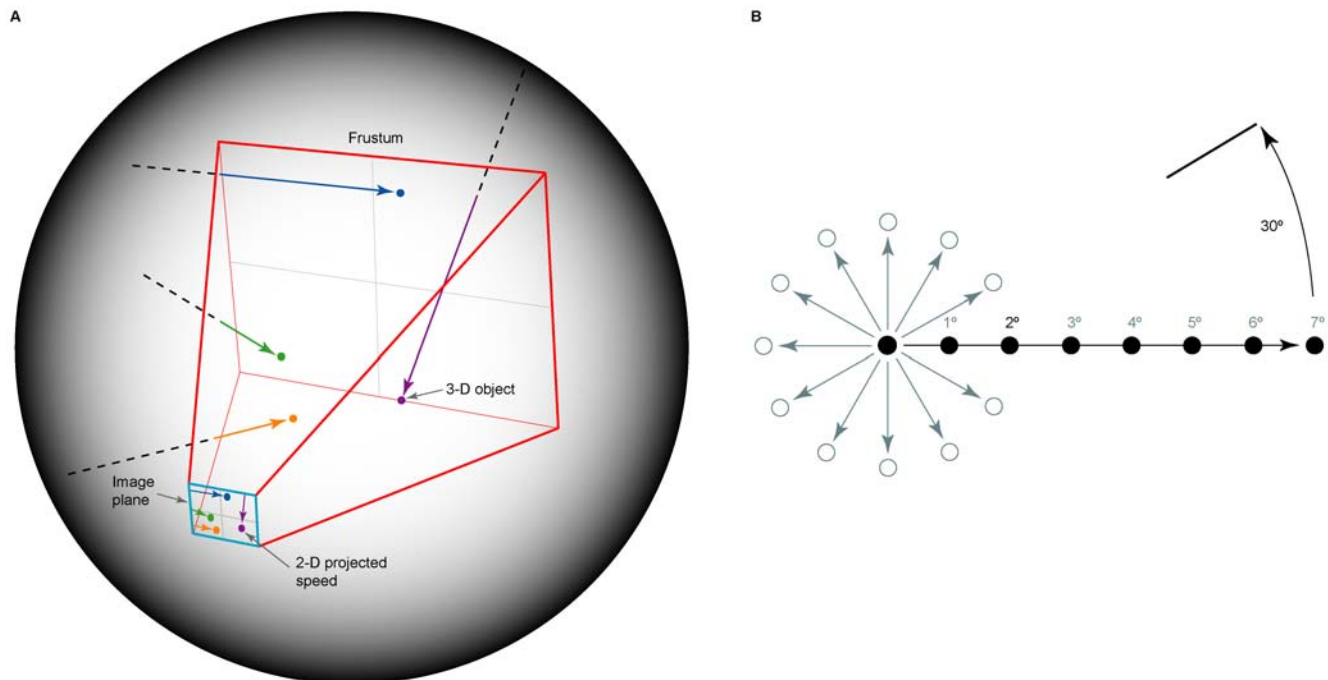 A
B
Frustum
3-D object
Image
plane
2-D projected
speed
30º
1º 2º 3º 4º 5º 6º 7º